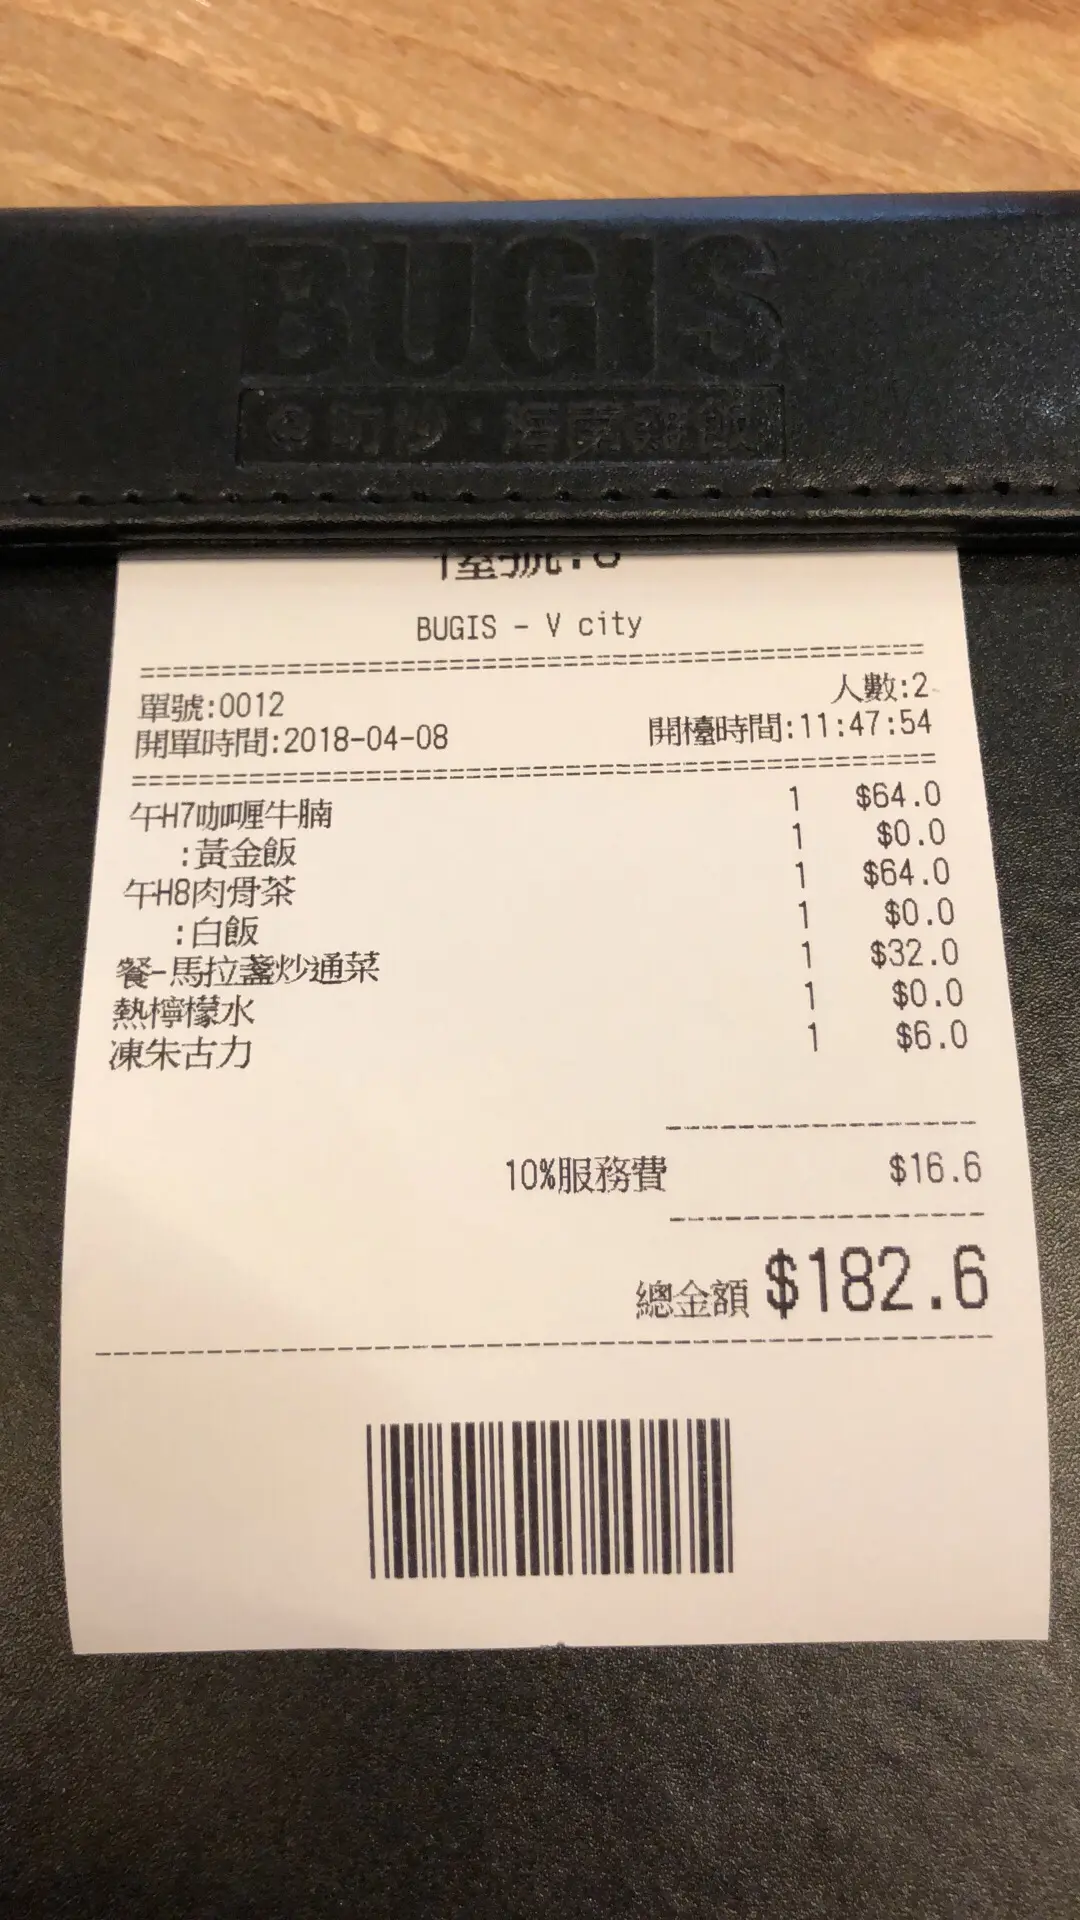 BUGIS
檯號:8
BUGIS - V city
單號:0012 人數:2
開單時間:2018-04-08 開檯時間:11:47:54
午H7咖喱牛腩 1 $64.0
:黃金飯 1 $0.0
午H8肉骨茶 1 $64.0
:白飯 1 $0.0
餐-馬拉盞炒通菜 1 $32.0
熱檸檬水 1 $0.0
凍朱古力 1 $6.0
10%服務費 $16.6
總金額 $182.6